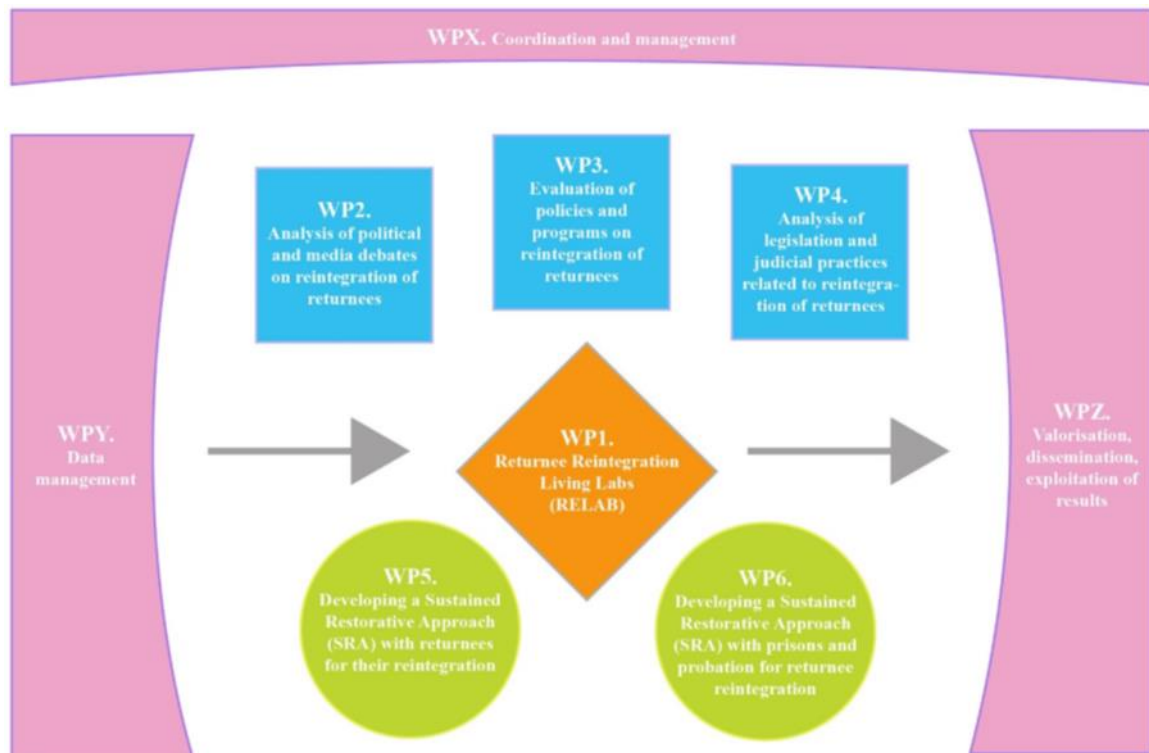 WPX. Coordination and management
WP2.
Analysis of political
and media debates
on reintegration of
returnees
WP3.
Evaluation of
policies and
programs on
reintegration of
returnees
WP4.
Analysis of
legislation and
judicial practices
related to reintegra-
tion of returnees
WPY.
Data
management
WP1.
Returnee Reintegration
Living Labs
(RELAB)
WPZ.
Valorisation,
dissemination,
exploitation of
results
WP5.
Developing a Sustained
Restorative Approach
(SRA) with returnees
for their reintegration
WP6.
Developing a Sustained
Restorative Approach
(SRA) with prisons and
probation for returnee
reintegration